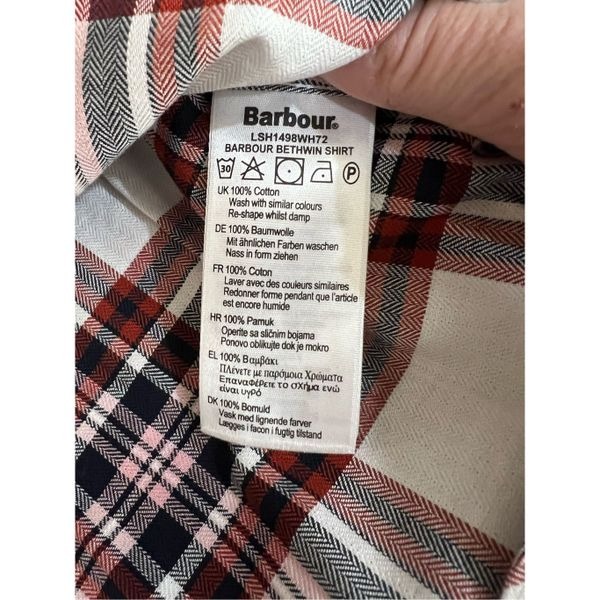 Barbour®
LSH1498WH72
BARBOUR BETHWIN SHIRT
30 P
UK 100% Cotton
Wash with similar colours
Re-shape whilst damp
DE 100% Baumwolle
Mit ähnlichen Farben waschen
Nass in form ziehen
FR 100% Coton
Laver avec des couleurs similaires
Redonner forme pendant que l'article
est encore humide
HR 100% Pamuk
Operite sa sličnim bojama
Ponovo oblikujte dok je mokro
EL 100% Βαμβάκι
Πλένετε με παρόμοια Χρώματα
Επαναφέρετε το σχήμα ενώ
είναι υγρό
DK 100% Bomuld
Vask med lignende farver
Lægges i facon i fugtig tilstand